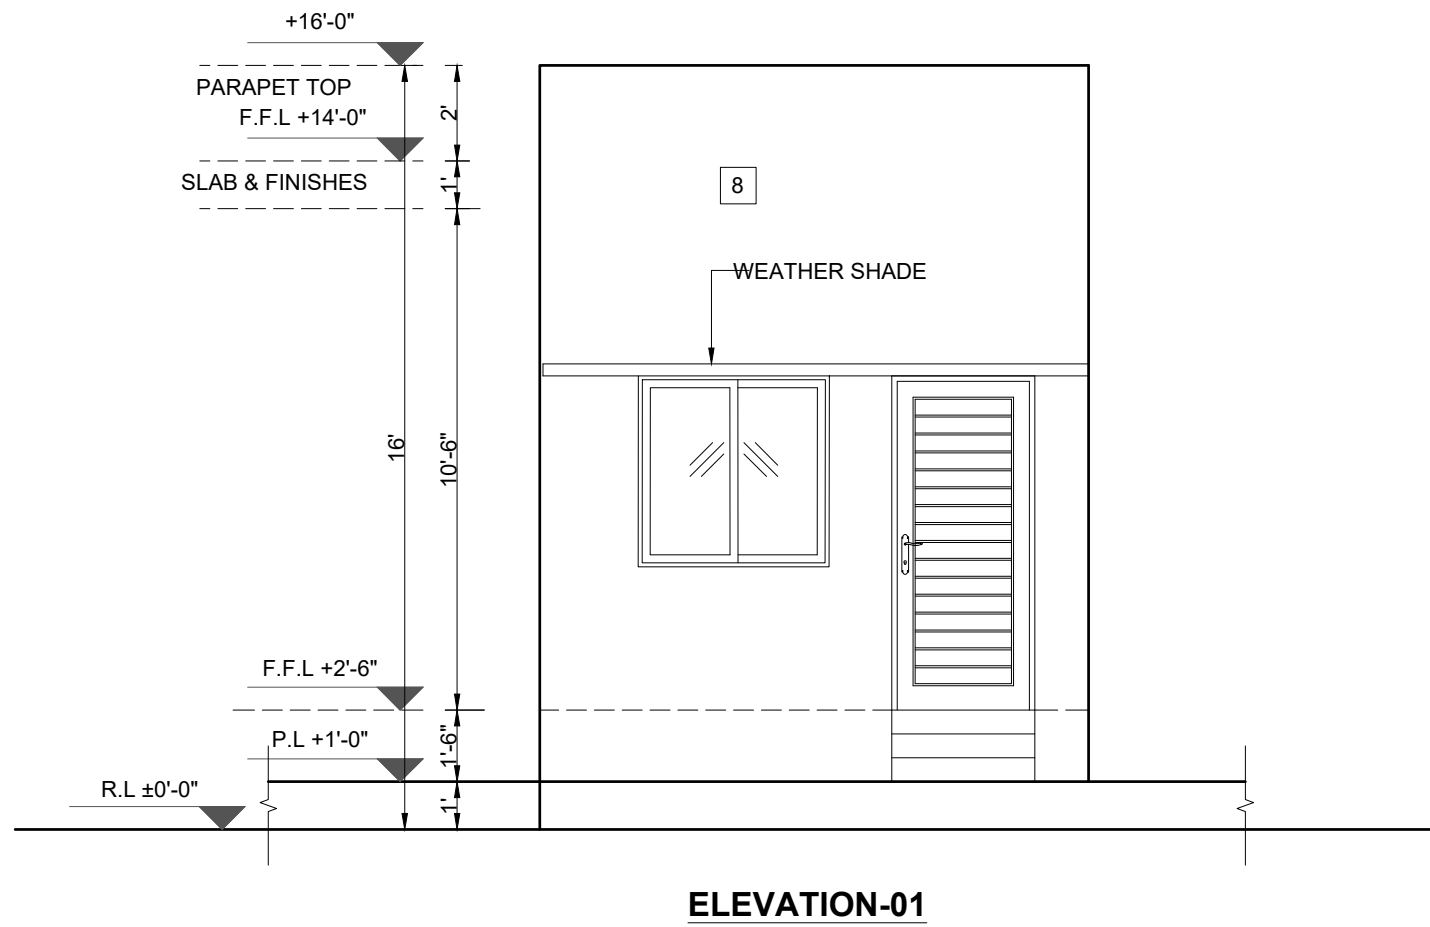 +16'-0"
PARAPET TOP
F.F.L +14'-0"
2'
SLAB & FINISHES
1'
8
WEATHER SHADE
16'
10'-6"
F.F.L +2'-6"
P.L +1'-0"
1'-6"
R.L ±0'-0"
1'
ELEVATION-01